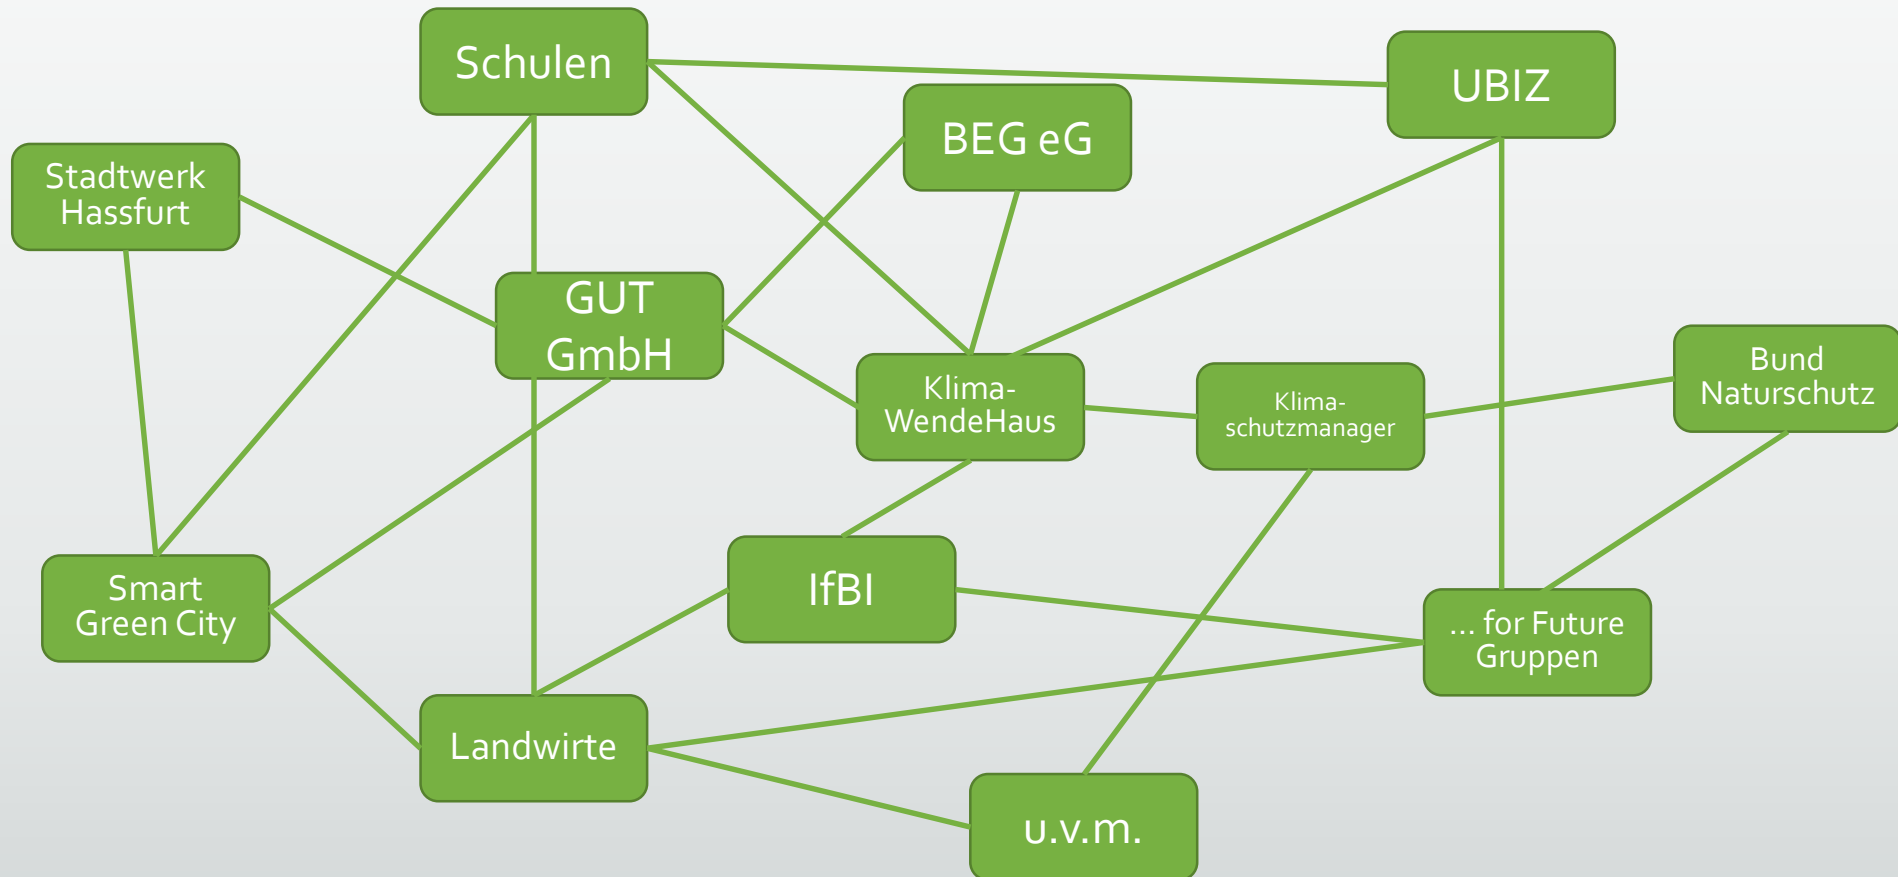 Schulen
UBIZ
BEG eG
Stadtwerk
Hassfurt
GUT
GmbH
Klima-
WendeHaus
Klima-
schutzmanager
Bund
Naturschutz
IfBI
Smart
Green City
... for Future
Gruppen
Landwirte
u.v.m.